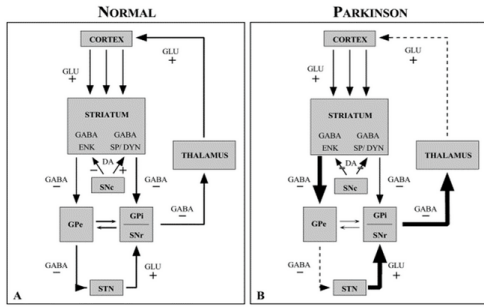 NORMAL
CORTEX
GLU
+
GLU
+
STRIATUM
GABA GABA
ENK SP/DYN
− DA +
SNc
THALAMUS
GABA
−
GABA
−
GABA
−
GPe
GPi
SNr
GABA
−
GLU
+
STN
A
PARKINSON
CORTEX
GLU
+
GLU
+
STRIATUM
GABA GABA
ENK SP/DYN
DA
SNc
THALAMUS
GABA
−
GABA
−
GABA
−
GPe
GPi
SNr
GABA
−
GLU
+
STN
B